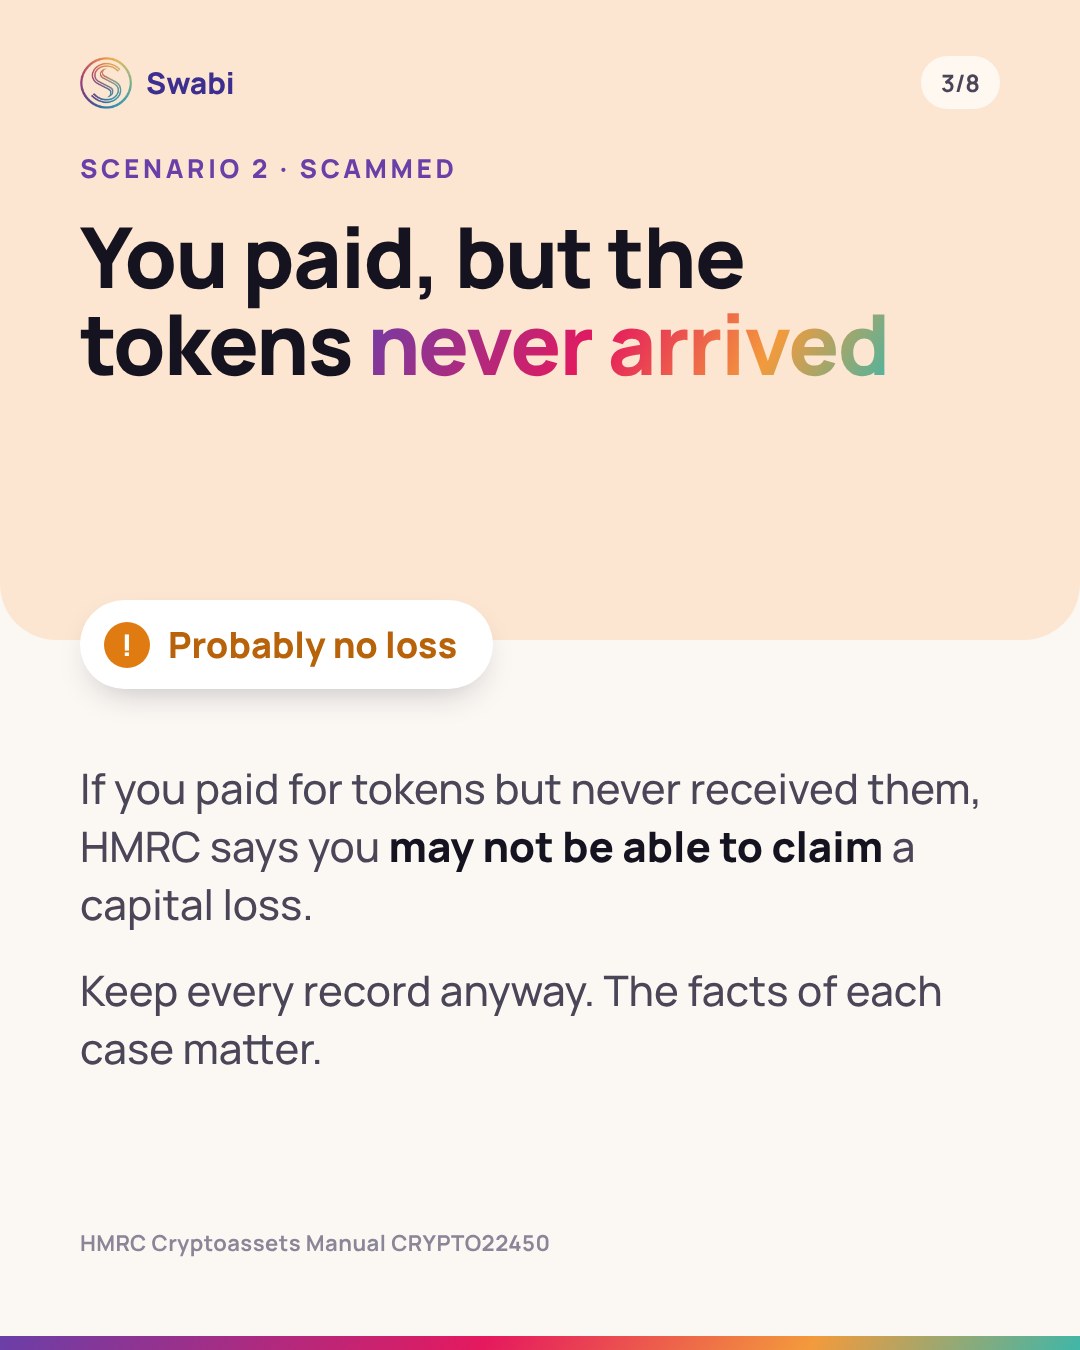 Swabi
3/8
SCENARIO 2 · SCAMMED
You paid, but the
tokens never arrived
! Probably no loss
If you paid for tokens but never received them,
HMRC says you may not be able to claim a
capital loss.
Keep every record anyway. The facts of each
case matter.
HMRC Cryptoassets Manual CRYPTO22450